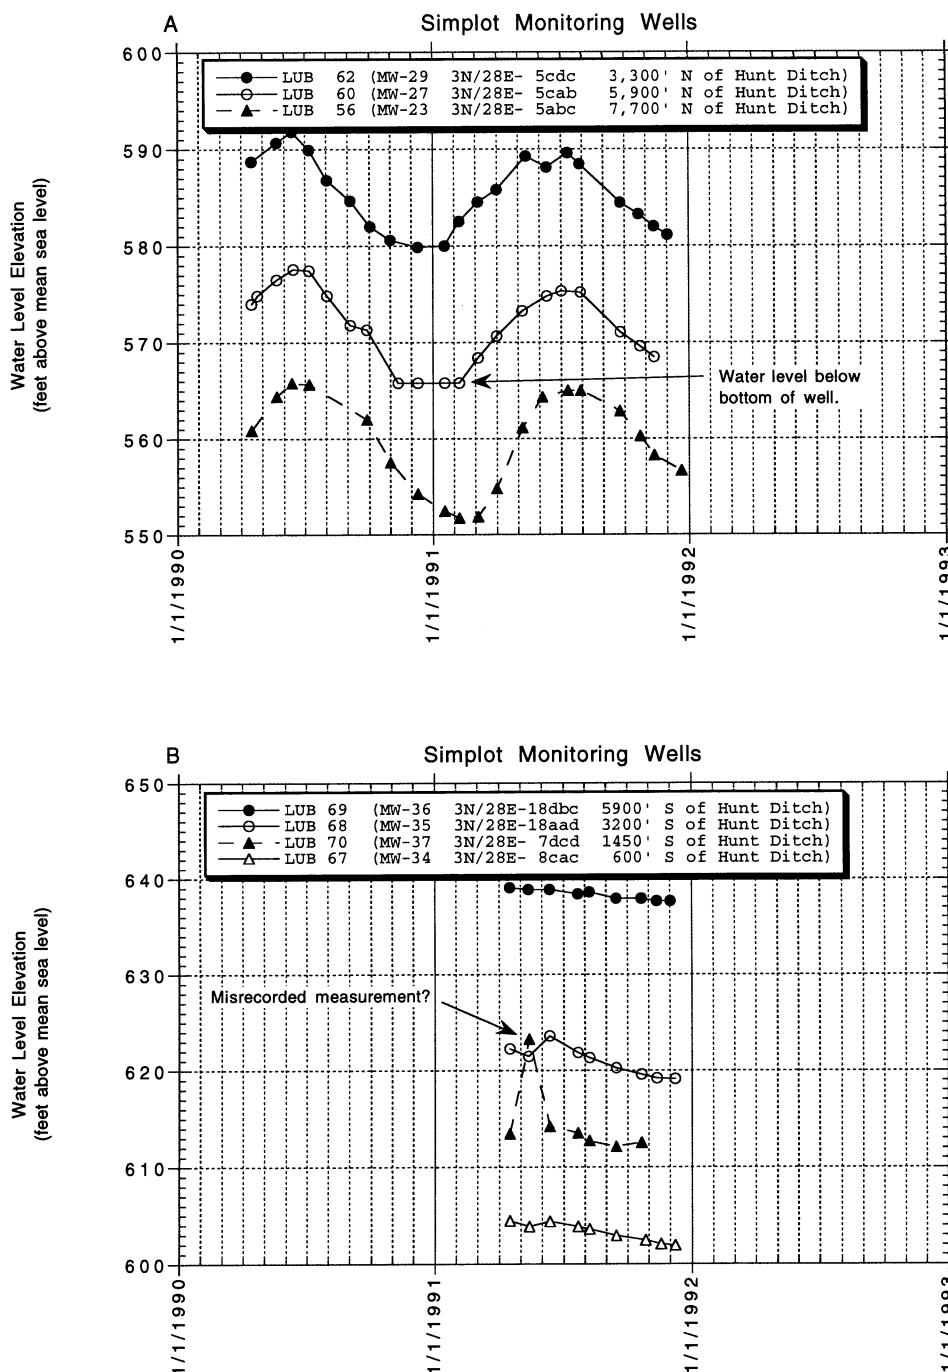 A
Simplot Monitoring Wells
LUB 62 (MW-29 3N/28E- 5cdc 3,300' N of Hunt Ditch)
LUB 60 (MW-27 3N/28E- 5cab 5,900' N of Hunt Ditch)
LUB 56 (MW-23 3N/28E- 5abc 7,700' N of Hunt Ditch)
600
590
580
570
560
550
Water Level Elevation
(feet above mean sea level)
Water level below
bottom of well.
1/1/1990
1/1/1991
1/1/1992
1/1/1993
B
Simplot Monitoring Wells
LUB 69 (MW-36 3N/28E-18dbc 5900' S of Hunt Ditch)
LUB 68 (MW-35 3N/28E-18aad 3200' S of Hunt Ditch)
LUB 70 (MW-37 3N/28E- 7dcd 1450' S of Hunt Ditch)
LUB 67 (MW-34 3N/28E- 8cac 600' S of Hunt Ditch)
650
640
630
620
610
600
Water Level Elevation
(feet above mean sea level)
Misrecorded measurement?
1/1/1990
1/1/1991
1/1/1992
1/1/1993